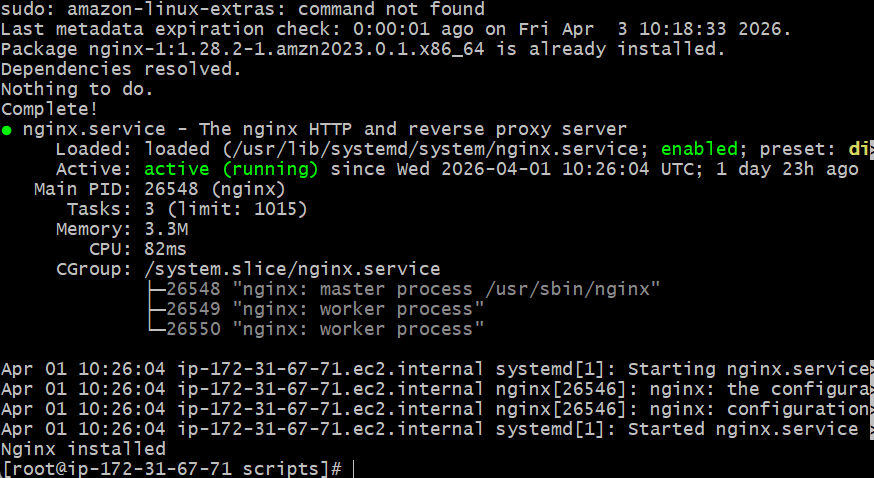 sudo: amazon-linux-extras: command not found
Last metadata expiration check: 0:00:01 ago on Fri Apr  3 10:18:33 2026.
Package nginx-1:1.28.2-1.amzn2023.0.1.x86_64 is already installed.
Dependencies resolved.
Nothing to do.
Complete!
● nginx.service - The nginx HTTP and reverse proxy server
     Loaded: loaded (/usr/lib/systemd/system/nginx.service; enabled; preset: di>
     Active: active (running) since Wed 2026-04-01 10:26:04 UTC; 1 day 23h ago
   Main PID: 26548 (nginx)
      Tasks: 3 (limit: 1015)
     Memory: 3.3M
        CPU: 82ms
     CGroup: /system.slice/nginx.service
             ├─26548 "nginx: master process /usr/sbin/nginx"
             ├─26549 "nginx: worker process"
             └─26550 "nginx: worker process"
Apr 01 10:26:04 ip-172-31-67-71.ec2.internal systemd[1]: Starting nginx.service>
Apr 01 10:26:04 ip-172-31-67-71.ec2.internal nginx[26546]: nginx: the configura>
Apr 01 10:26:04 ip-172-31-67-71.ec2.internal nginx[26546]: nginx: configuration>
Apr 01 10:26:04 ip-172-31-67-71.ec2.internal systemd[1]: Started nginx.service >
Nginx installed
[root@ip-172-31-67-71 scripts]#